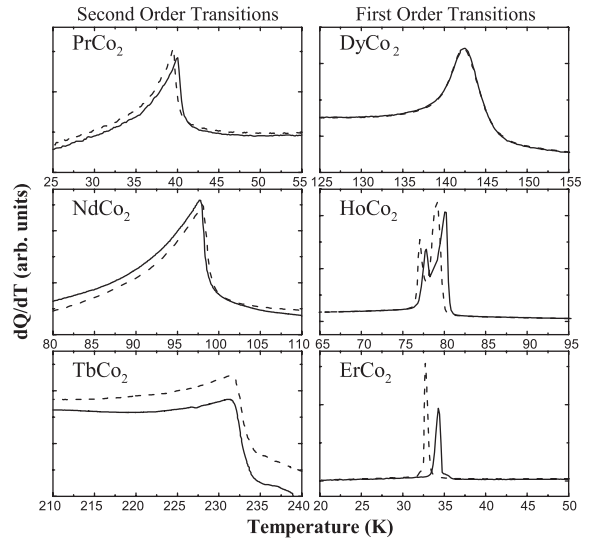 Second Order Transitions
First Order Transitions
PrCo2
25 30 35 40 45 50 55
DyCo2
125 130 135 140 145 150 155
NdCo2
80 85 90 95 100 105 110
HoCo2
65 70 75 80 85 90 95
TbCo2
210 215 220 225 230 235 240
ErCo2
20 25 30 35 40 45 50
dQ/dT (arb. units)
Temperature (K)